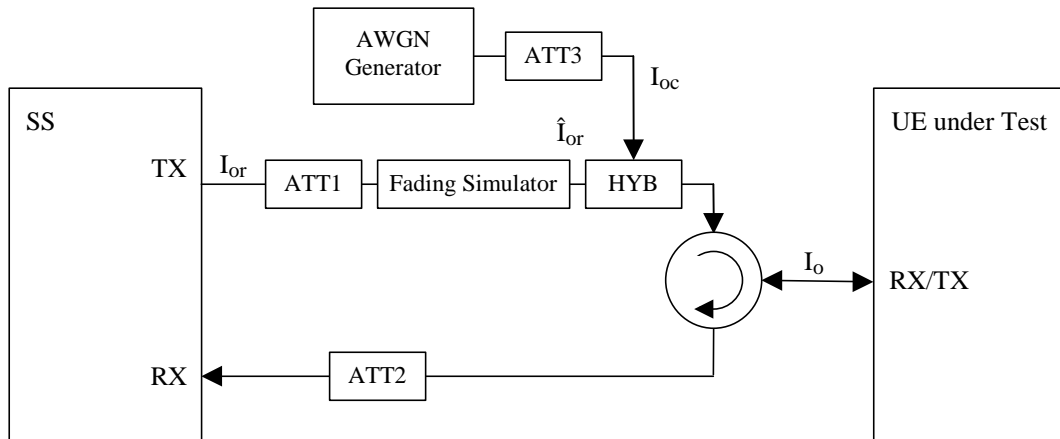 AWGN
Generator
ATT3
I_oc
SS
UE under Test
Î_or
TX
I_or
ATT1
Fading Simulator
HYB
I_o
RX/TX
RX
ATT2